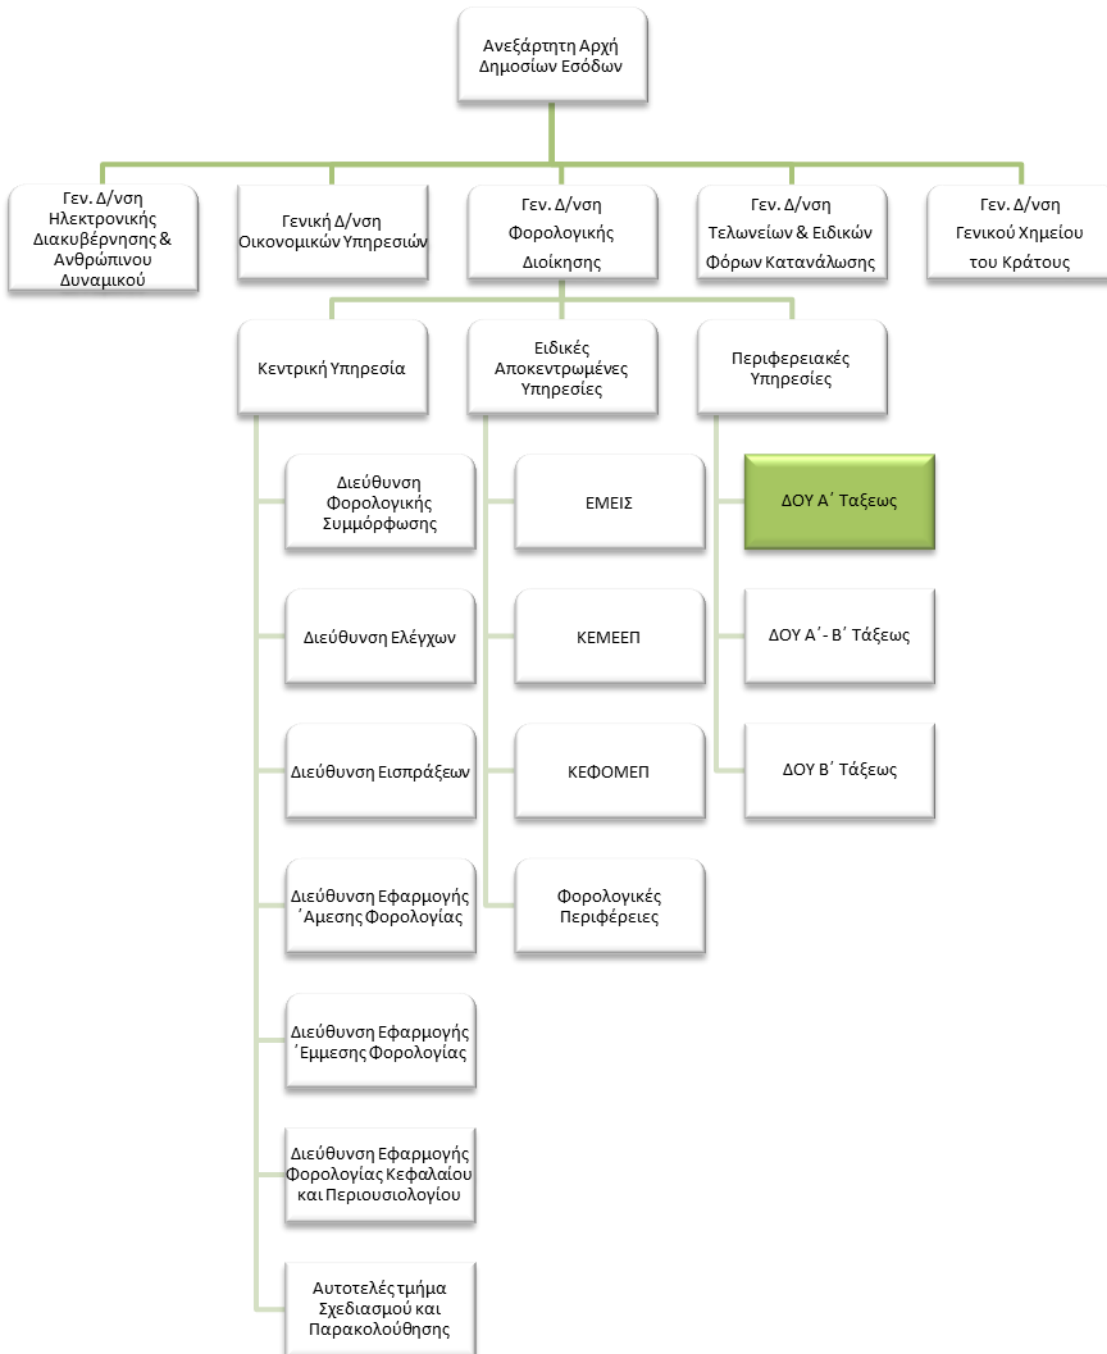 Ανεξάρτητη Αρχή
Δημοσίων Εσόδων
Γεν. Δ/νση
Ηλεκτρονικής
Διακυβέρνησης &
Ανθρώπινου
Δυναμικού
Γενική Δ/νση
Οικονομικών Υπηρεσιών
Γεν. Δ/νση
Φορολογικής
Διοίκησης
Γεν. Δ/νση
Τελωνείων & Ειδικών
Φόρων Κατανάλωσης
Γεν. Δ/νση
Γενικού Χημείου
του Κράτους
Κεντρική Υπηρεσία
Ειδικές
Αποκεντρωμένες
Υπηρεσίες
Περιφερειακές
Υπηρεσίες
Διεύθυνση
Φορολογικής
Συμμόρφωσης
Διεύθυνση Ελέγχων
Διεύθυνση Εισπράξεων
Διεύθυνση Εφαρμογής
΄Αμεσης Φορολογίας
Διεύθυνση Εφαρμογής
΄Εμμεσης Φορολογίας
Διεύθυνση Εφαρμογής
Φορολογίας Κεφαλαίου
και Περιουσιολογίου
Αυτοτελές τμήμα
Σχεδιασμού και
Παρακολούθησης
ΕΜΕΙΣ
ΚΕΜΕΕΠ
ΚΕΦΟΜΕΠ
Φορολογικές
Περιφέρειες
ΔΟΥ Α΄ Ταξεως
ΔΟΥ Α΄- Β΄ Τάξεως
ΔΟΥ Β΄ Τάξεως